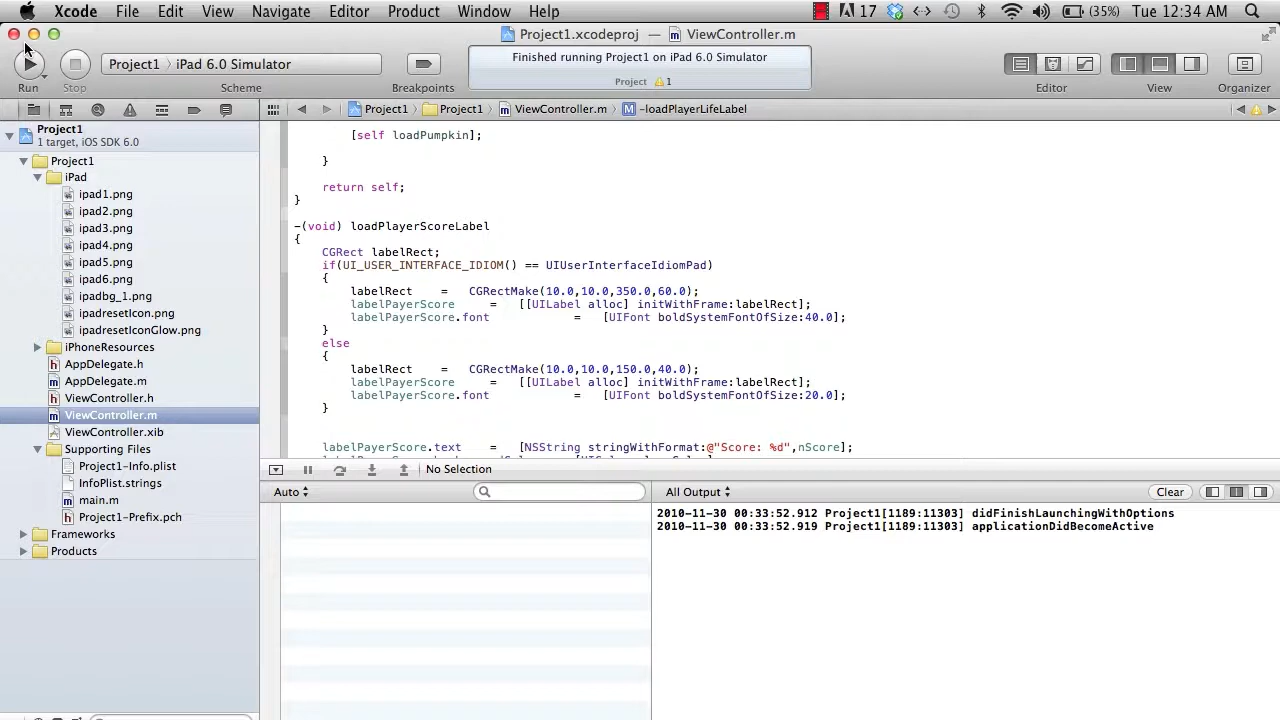 Xcode File Edit View Navigate Editor Product Window Help 17 (35%) Tue 12:34 AM
Project1.xcodeproj — ViewController.m
Project1 iPad 6.0 Simulator
Finished running Project1 on iPad 6.0 Simulator
Project 1
Run Stop Scheme Breakpoints Editor View Organizer
Project1 Project1 ViewController.m M -loadPlayerLifeLabel
Project1
1 target, iOS SDK 6.0
Project1
iPad
ipad1.png
ipad2.png
ipad3.png
ipad4.png
ipad5.png
ipad6.png
ipadbg_1.png
ipadresetIcon.png
ipadresetIconGlow.png
iPhoneResources
h AppDelegate.h
m AppDelegate.m
h ViewController.h
m ViewController.m
ViewController.xib
Supporting Files
Project1-Info.plist
InfoPlist.strings
m main.m
h Project1-Prefix.pch
Frameworks
Products
[self loadPumpkin];
}
return self;
}
-(void) loadPlayerScoreLabel
{
CGRect labelRect;
if(UI_USER_INTERFACE_IDIOM() == UIUserInterfaceIdiomPad)
{
labelRect = CGRectMake(10.0,10.0,350.0,60.0);
labelPayerScore = [[UILabel alloc] initWithFrame:labelRect];
labelPayerScore.font = [UIFont boldSystemFontOfSize:40.0];
}
else
{
labelRect = CGRectMake(10.0,10.0,150.0,40.0);
labelPayerScore = [[UILabel alloc] initWithFrame:labelRect];
labelPayerScore.font = [UIFont boldSystemFontOfSize:20.0];
}
labelPayerScore.text = [NSString stringWithFormat:@"Score: %d",nScore];
No Selection
Auto
All Output
Clear
2010-11-30 00:33:52.912 Project1[1189:11303] didFinishLaunchingWithOptions
2010-11-30 00:33:52.919 Project1[1189:11303] applicationDidBecomeActive